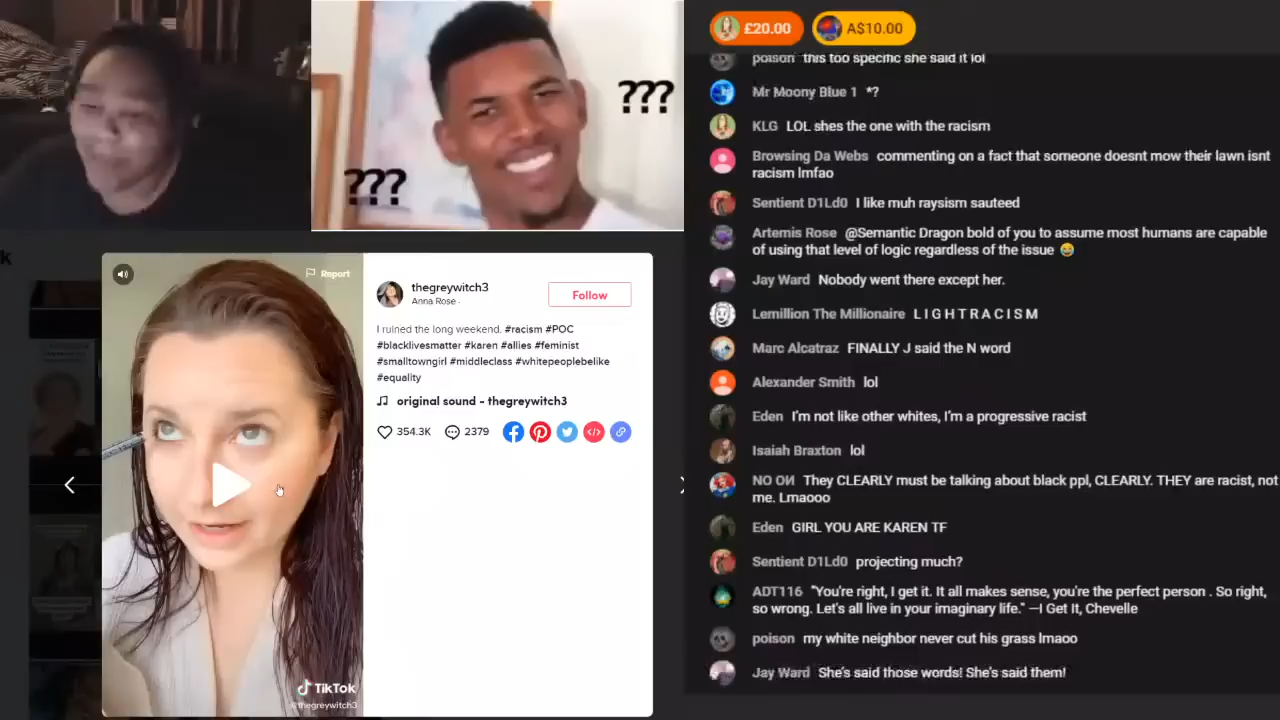 £20.00
A$10.00
???
???
k
poison this too specific she said it lol
Mr Moony Blue 1 *?
KLG LOL shes the one with the racism
Browsing Da Webs commenting on a fact that someone doesnt mow their lawn isnt
racism lmfao
Sentient D1Ld0 I like muh raysism sauteed
Artemis Rose @Semantic Dragon bold of you to assume most humans are capable
of using that level of logic regardless of the issue 😂
Jay Ward Nobody went there except her.
Lemillion The Millionaire L I G H T R A C I S M
Marc Alcatraz FINALLY J said the N word
Alexander Smith lol
Eden I'm not like other whites, I'm a progressive racist
Isaiah Braxton lol
NO OИ They CLEARLY must be talking about black ppl, CLEARLY. THEY are racist, not
me. Lmaooo
Eden GIRL YOU ARE KAREN TF
Sentient D1Ld0 projecting much?
ADT116 "You're right, I get it. It all makes sense, you're the perfect person . So right,
so wrong. Let's all live in your imaginary life." —I Get It, Chevelle
poison my white neighbor never cut his grass lmaoo
Jay Ward She's said those words! She's said them!
Report
thegreywitch3
Anna Rose ·
Follow
I ruined the long weekend. #racism #POC
#blacklivesmatter #karen #allies #feminist
#smalltowngirl #middleclass #whitepeoplebelike
#equality
original sound - thegreywitch3
354.3K
2379
TikTok
@thegreywitch3